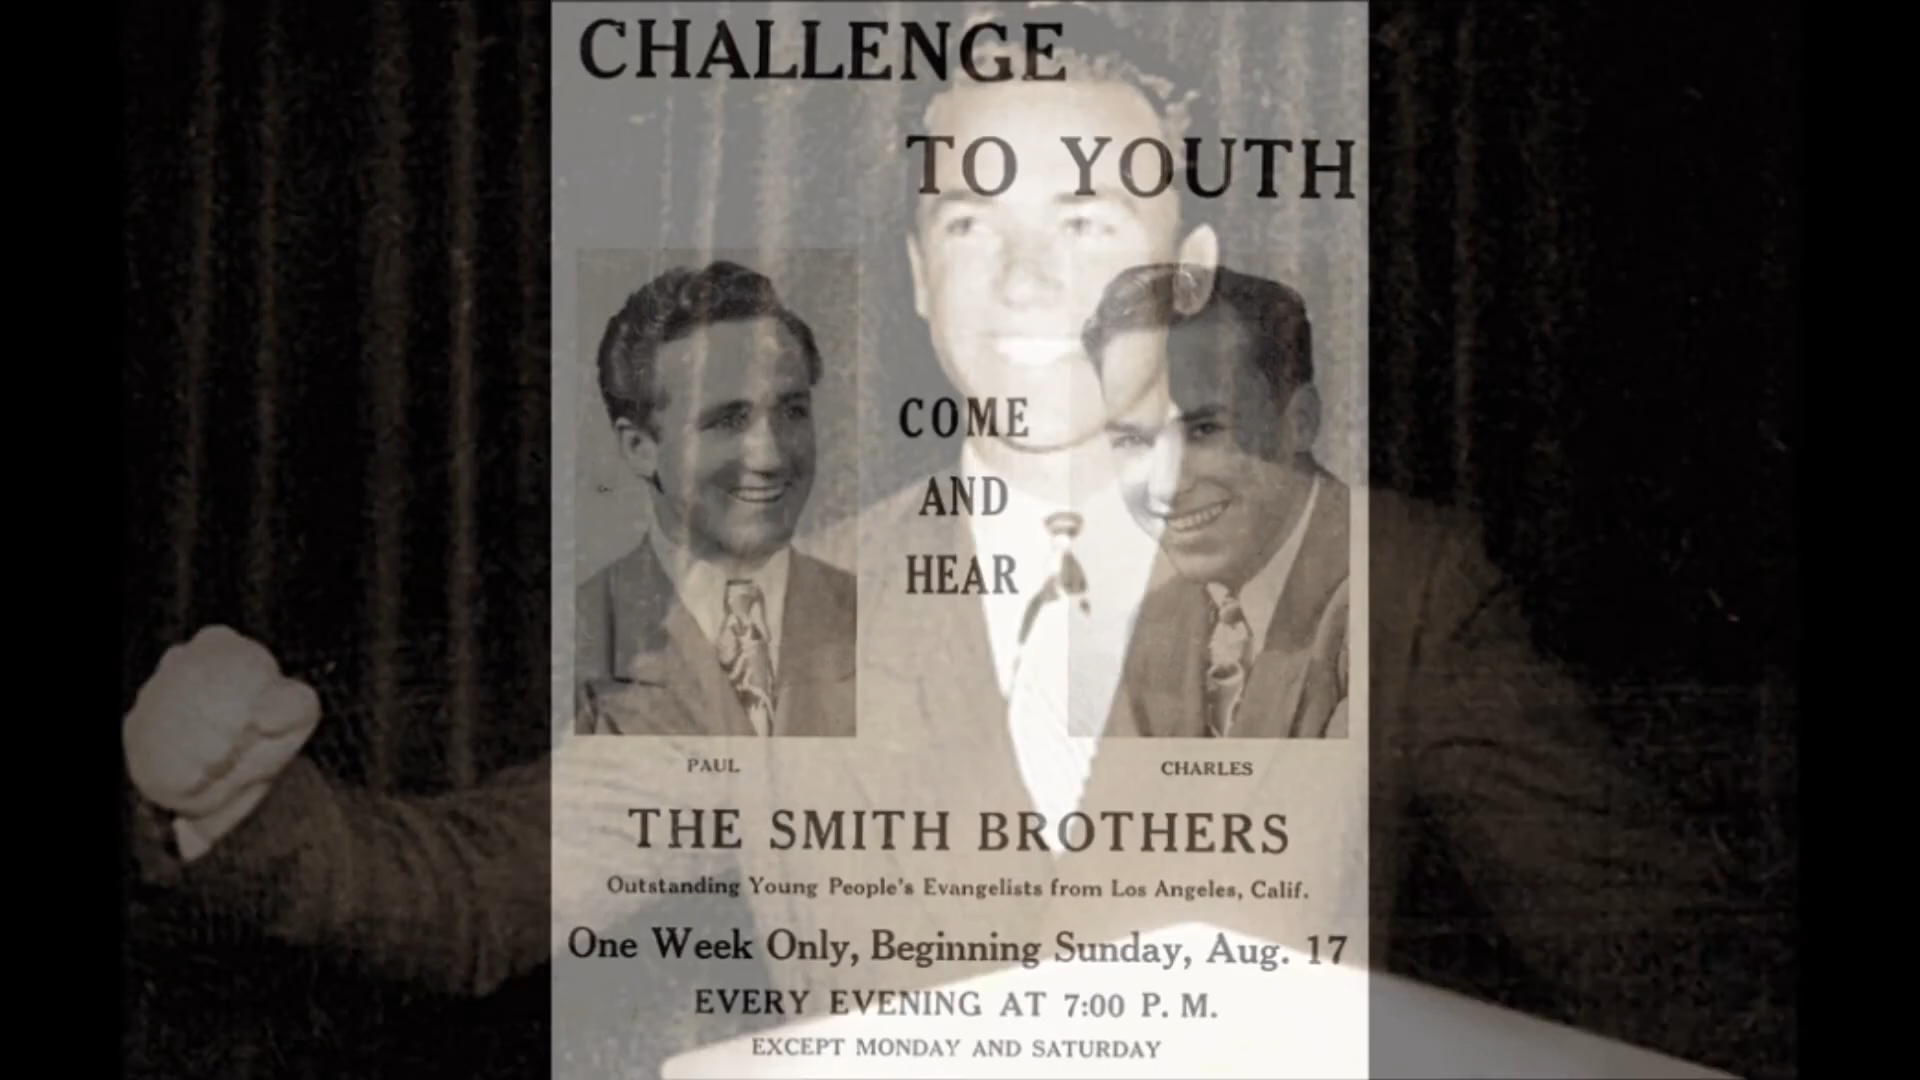 CHALLENGE
TO YOUTH
COME
AND
HEAR
PAUL
CHARLES
THE SMITH BROTHERS
Outstanding Young People's Evangelists from Los Angeles, Calif.
One Week Only, Beginning Sunday, Aug. 17
EVERY EVENING AT 7:00 P. M.
EXCEPT MONDAY AND SATURDAY